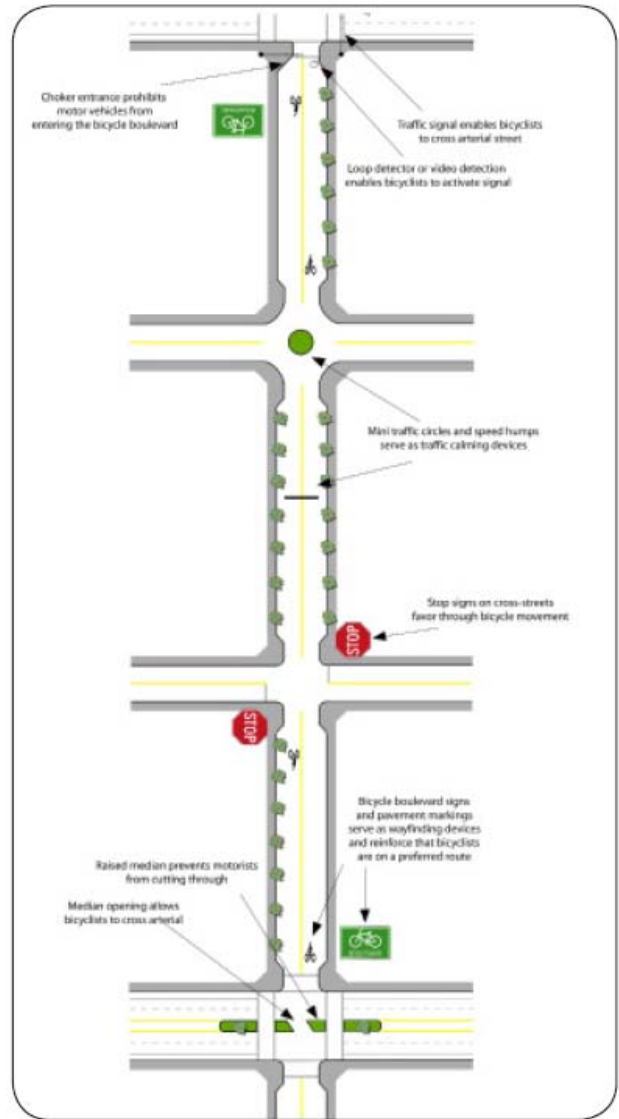 Choker entrance prohibits
motor vehicles from
entering the bicycle boulevard
Traffic signal enables bicyclists
to cross arterial street
Loop detector or video detection
enables bicyclists to activate signal
Mini traffic circles and speed humps
serve as traffic calming devices
Stop signs on cross-streets
favor through bicycle movement
STOP
STOP
Bicycle boulevard signs
and pavement markings
serve as wayfinding devices
and reinforce that bicyclists
are on a preferred route
Raised median prevents motorists
from cutting through
Median opening allows
bicyclists to cross arterial